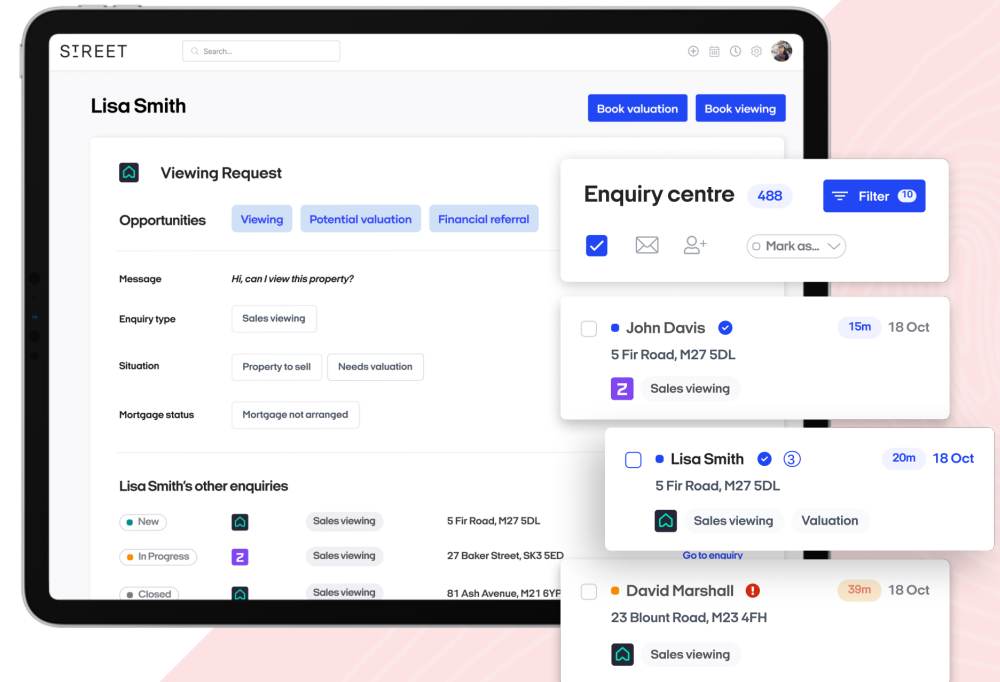 STREET
Search...
Lisa Smith
Book valuation
Book viewing
Viewing Request
Opportunities
Viewing
Potential valuation
Financial referral
Message
Hi, can I view this property?
Enquiry type
Sales viewing
Situation
Property to sell
Needs valuation
Mortgage status
Mortgage not arranged
Lisa Smith's other enquiries
New
Sales viewing
5 Fir Road, M27 5DL
In Progress
Z
Sales viewing
27 Baker Street, SK3 5ED
Go to enquiry
Closed
Sales viewing
81 Ash Avenue, M21 6YP
Enquiry centre
488
Filter 10
Mark as...
John Davis
15m
18 Oct
5 Fir Road, M27 5DL
Z
Sales viewing
Lisa Smith
3
20m
18 Oct
5 Fir Road, M27 5DL
Sales viewing
Valuation
David Marshall
39m
18 Oct
23 Blount Road, M23 4FH
Sales viewing